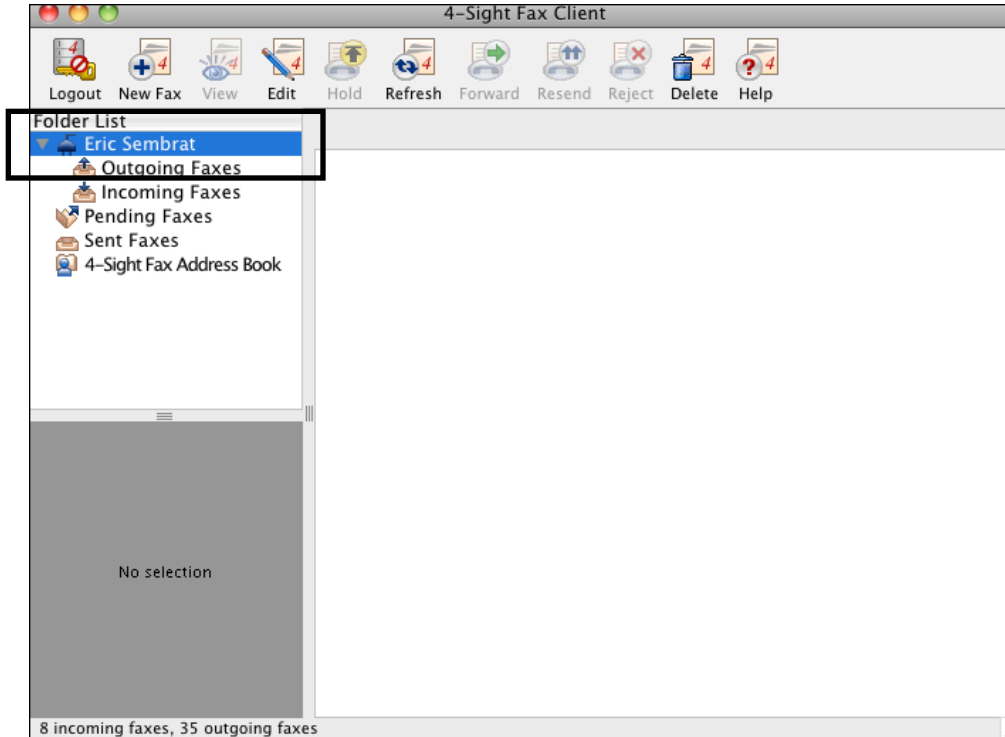 4-Sight Fax Client
Logout New Fax View Edit Hold Refresh Forward Resend Reject Delete Help
Folder List
Eric Sembrat
Outgoing Faxes
Incoming Faxes
Pending Faxes
Sent Faxes
4-Sight Fax Address Book
No selection
8 incoming faxes, 35 outgoing faxes